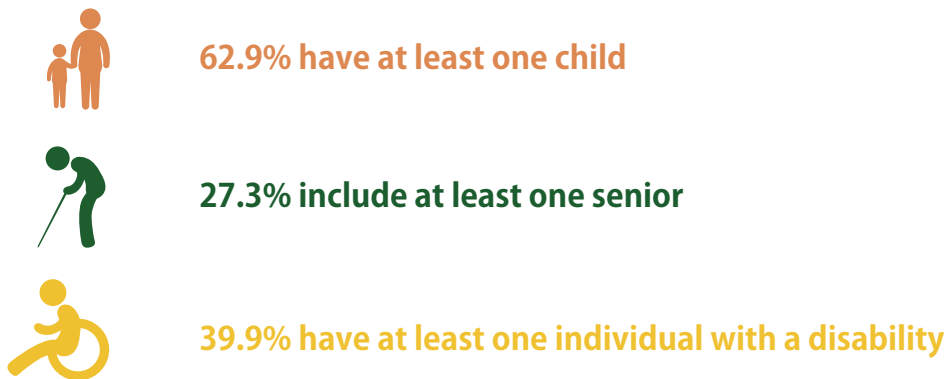 62.9% have at least one child
27.3% include at least one senior
39.9% have at least one individual with a disability